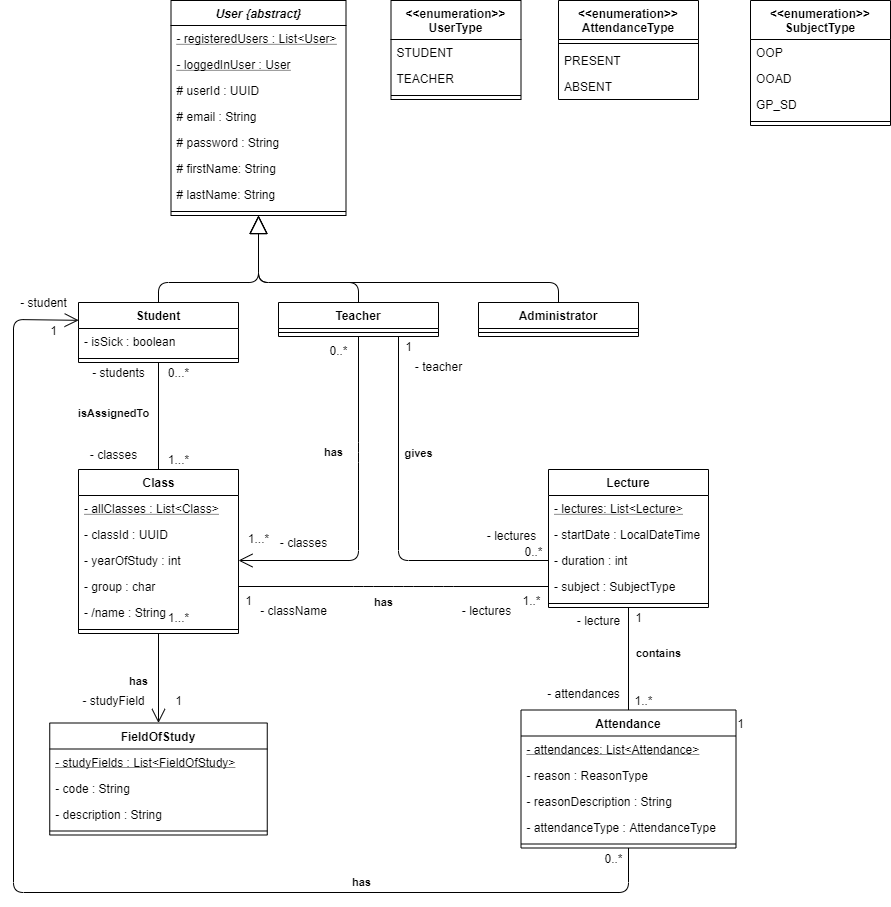 User {abstract}
- registeredUsers : List<User>
- loggedInUser : User
# userId : UUID
# email : String
# password : String
# firstName: String
# lastName: String
<<enumeration>>
UserType
STUDENT
TEACHER
<<enumeration>>
AttendanceType
PRESENT
ABSENT
<<enumeration>>
SubjectType
OOP
OOAD
GP_SD
- student
1
Student
- isSick : boolean
Teacher
Administrator
- students
0...*
0..*
1
- teacher
isAssignedTo
has
gives
- classes
1...*
Class
- allClasses : List<Class>
- classId : UUID
- yearOfStudy : int
- group : char
- /name : String
1...*
1...*
- classes
- lectures
0..*
Lecture
- lectures: List<Lecture>
- startDate : LocalDateTime
- duration : int
- subject : SubjectType
1
- className
has
- lectures
1..*
- lecture
1
contains
- attendances
1..*
has
- studyField
1
FieldOfStudy
- studyFields : List<FieldOfStudy>
- code : String
- description : String
Attendance
1
- attendances: List<Attendance>
- reason : ReasonType
- reasonDescription : String
- attendanceType : AttendanceType
0..*
has